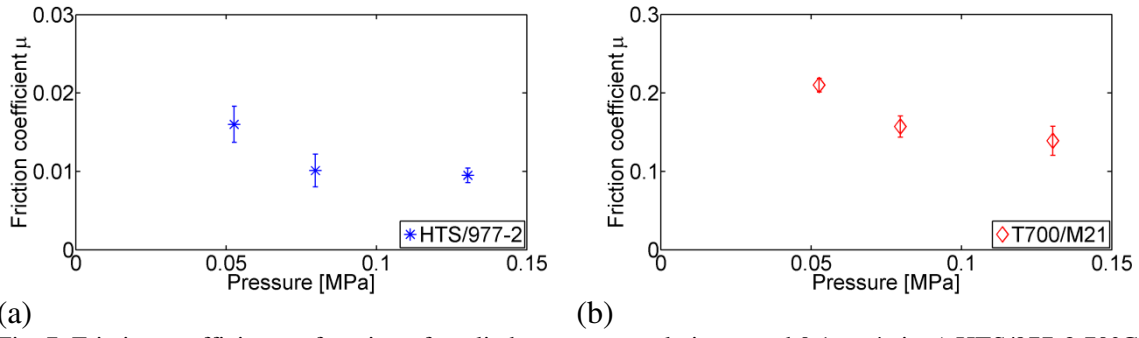 0.03
0.02
0.01
0
Friction coefficient μ
0
0.05
0.1
0.15
Pressure [MPa]
HTS/977-2
(a)
0.3
0.2
0.1
0
Friction coefficient μ
0
0.05
0.1
0.15
Pressure [MPa]
T700/M21
(b)